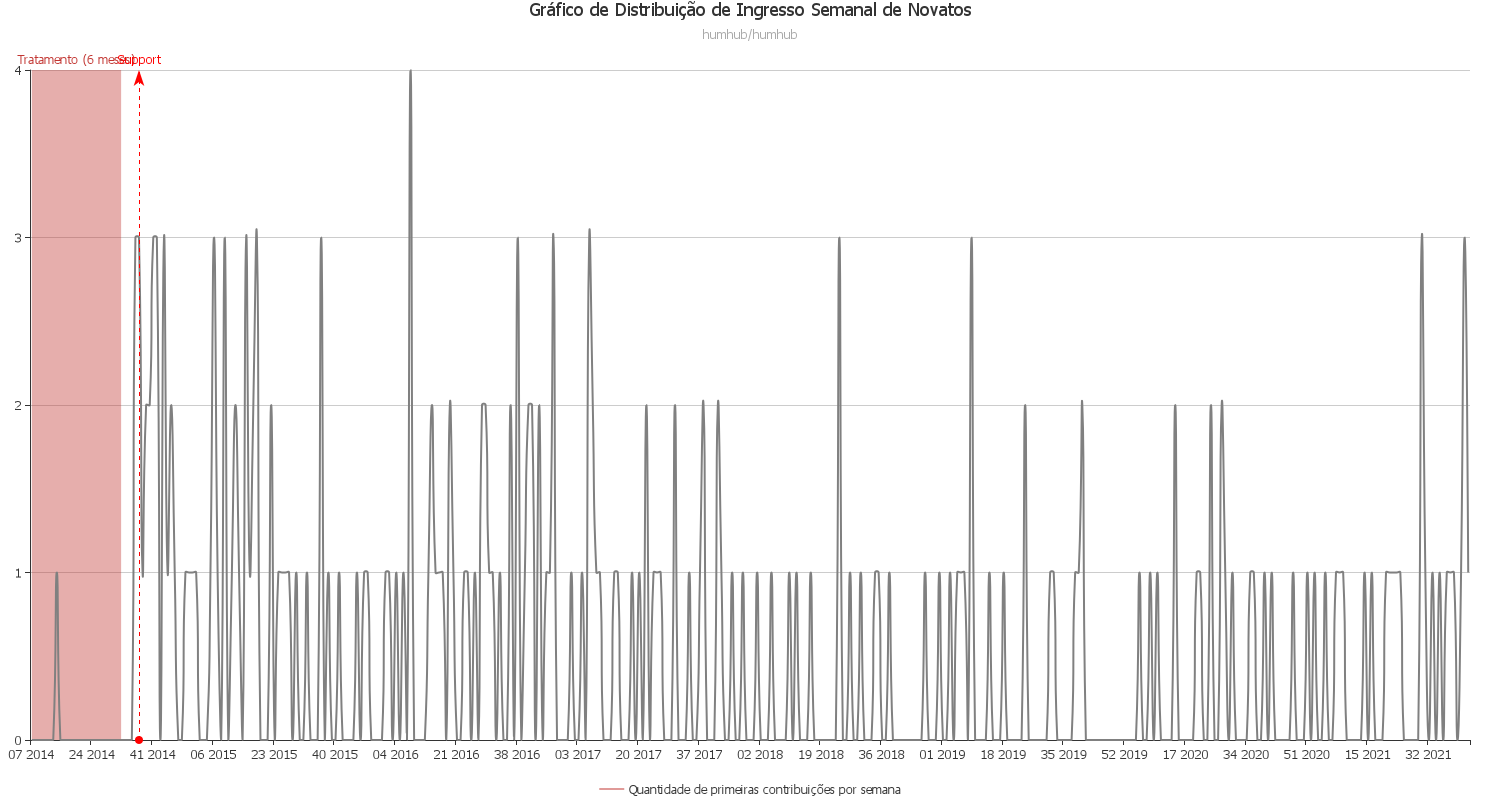 Gráfico de Distribuição de Ingresso Semanal de Novatos
humhub/humhub
Tratamento (6 meses) Support
4
3
2
1
0
07 2014 24 2014 41 2014 06 2015 23 2015 40 2015 04 2016 21 2016 38 2016 03 2017 20 2017 37 2017 02 2018 19 2018 36 2018 01 2019 18 2019 35 2019 52 2019 17 2020 34 2020 51 2020 15 2021 32 2021
Quantidade de primeiras contribuições por semana